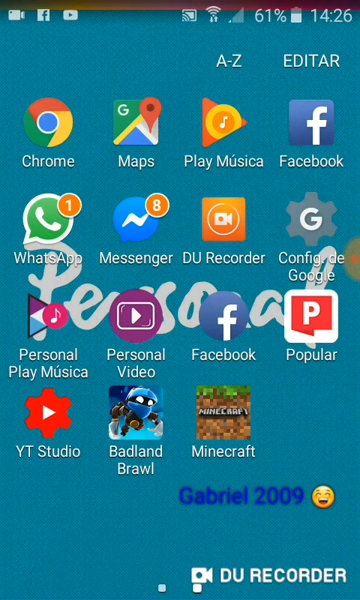 61% 14:26
A-Z EDITAR
Chrome Maps Play Música Facebook
1 8
WhatsApp Messenger DU Recorder Config. de
Google
Personal
Personal Personal Facebook Popular
Play Música Video
MINECRAFT
YT Studio Badland Minecraft
Brawl
Gabriel 2009 😊
DU RECORDER